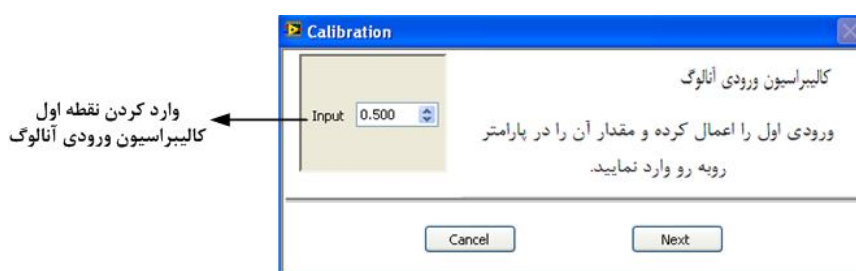 Calibration
کالیبراسیون ورودی آنالوگ
ورودی اول را اعمال کرده و مقدار آن را در پارامتر
روبه رو وارد نمایید.
Input 0.500
وارد کردن نقطه اول
کالیبراسیون ورودی آنالوگ
Cancel
Next